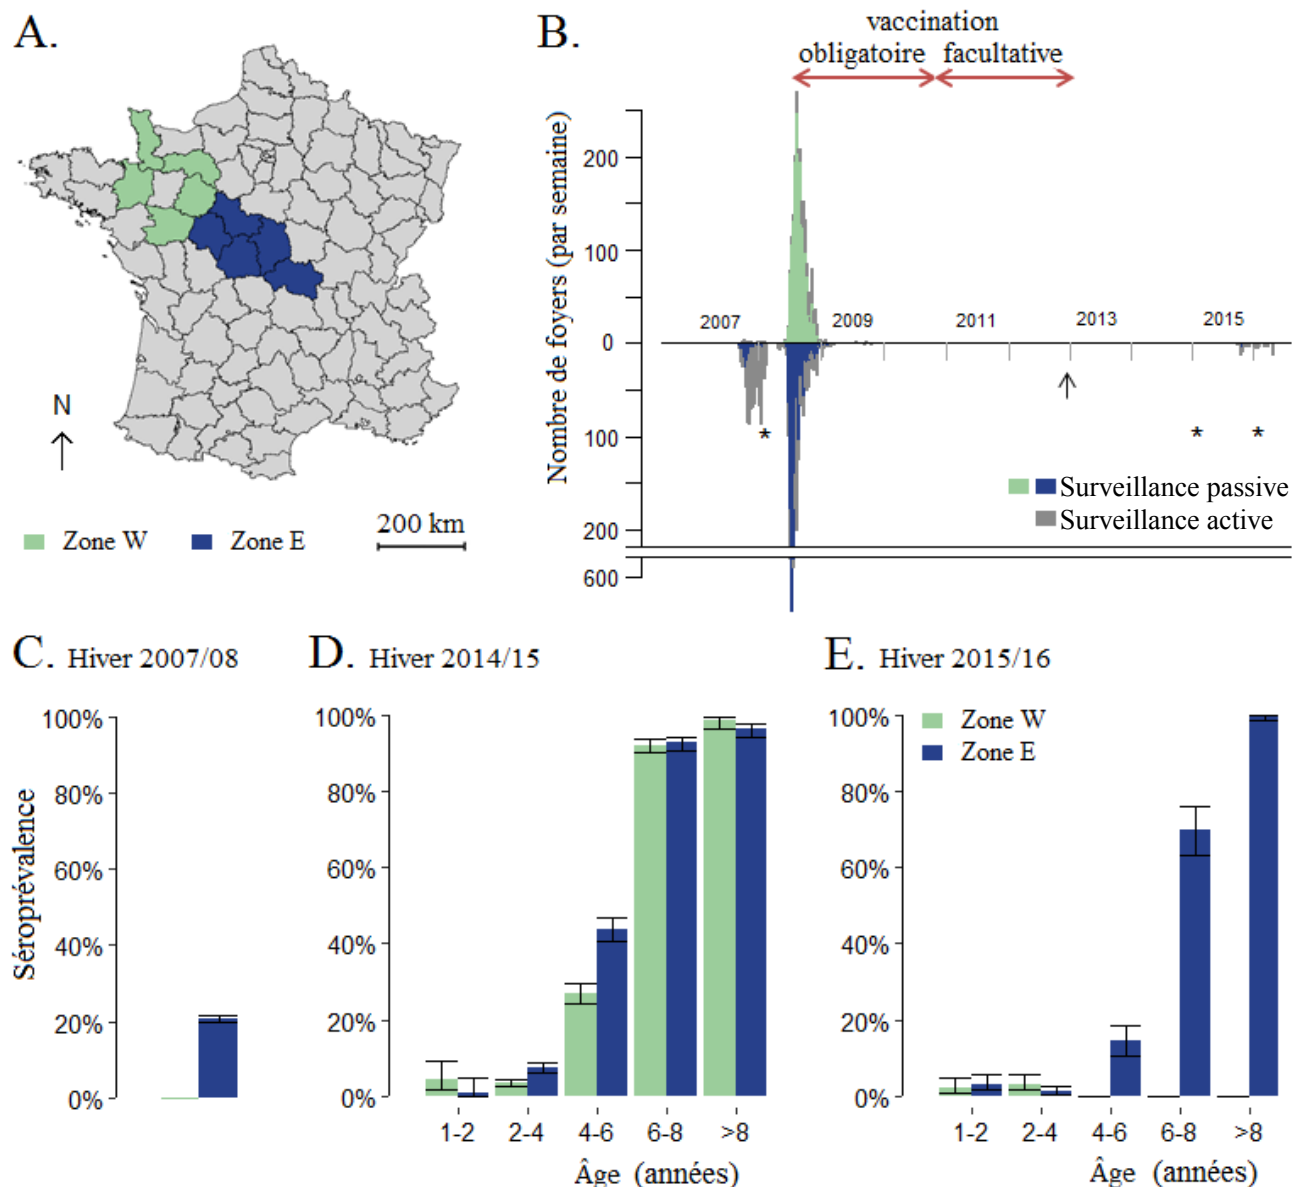 A.
N
Zone W
Zone E
200 km
B.
vaccination
obligatoire
facultative
Nombre de foyers (par semaine)
200
100
0
100
200
600
2007
2009
2011
2013
2015
*
*
*
Surveillance passive
Surveillance active
C. Hiver 2007/08
Séroprévalence
100%
80%
60%
40%
20%
0%
D. Hiver 2014/15
100%
80%
60%
40%
20%
0%
1-2
2-4
4-6
6-8
>8
Âge (années)
E. Hiver 2015/16
Zone W
Zone E
100%
80%
60%
40%
20%
0%
1-2
2-4
4-6
6-8
>8
Âge (années)